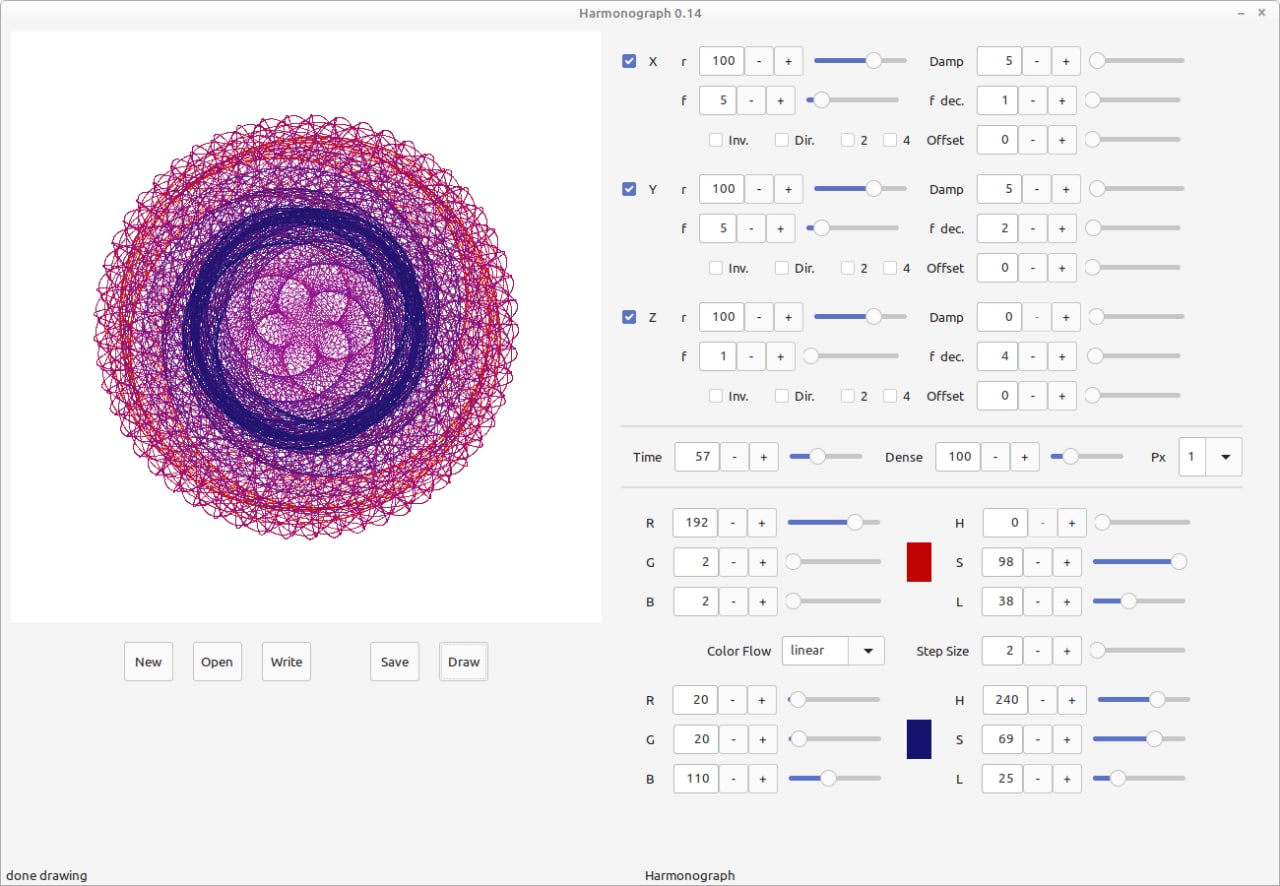 Harmonograph 0.14 – ×
X r 100 - + Damp 5 - +
f 5 - + f dec. 1 - +
Inv. Dir. 2 4 Offset 0 - +
Y r 100 - + Damp 5 - +
f 5 - + f dec. 2 - +
Inv. Dir. 2 4 Offset 0 - +
Z r 100 - + Damp 0 - +
f 1 - + f dec. 4 - +
Inv. Dir. 2 4 Offset 0 - +
Time 57 - + Dense 100 - + Px 1
R 192 - + H 0 - +
G 2 - + S 98 - +
B 2 - + L 38 - +
Color Flow linear Step Size 2 - +
R 20 - + H 240 - +
G 20 - + S 69 - +
B 110 - + L 25 - +
New Open Write Save Draw
done drawing Harmonograph